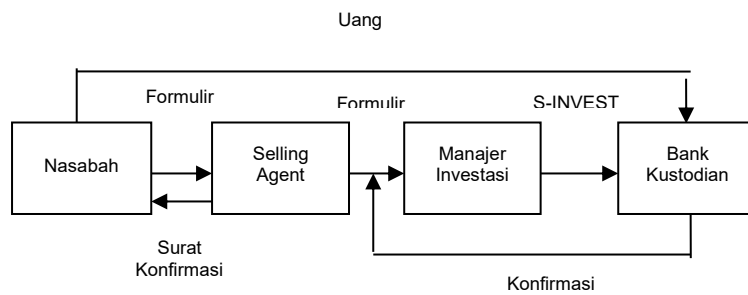 Uang
Formulir
Formulir
S-INVEST
Nasabah
Selling
Agent
Manajer
Investasi
Bank
Kustodian
Surat
Konfirmasi
Konfirmasi